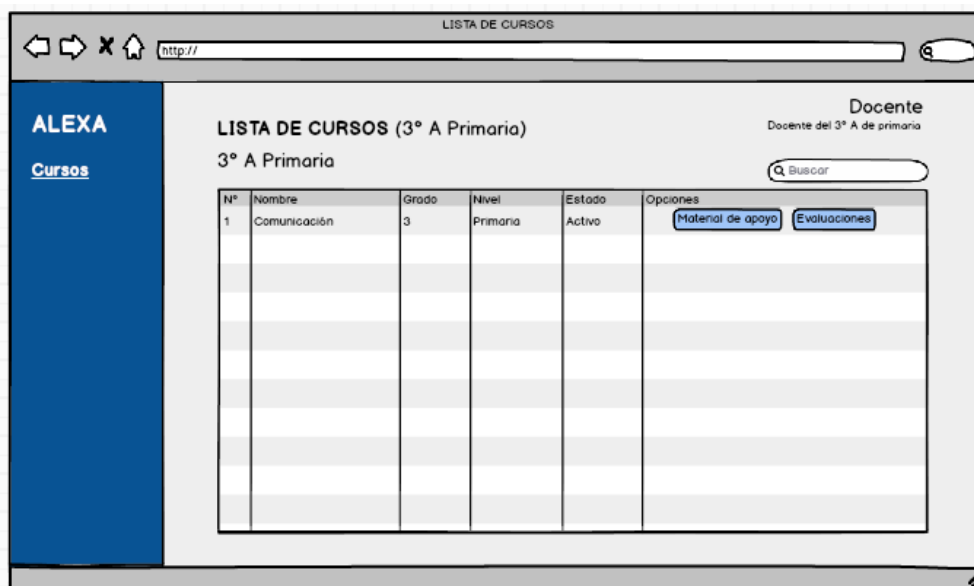 LISTA DE CURSOS
http://
ALEXA
Cursos
Docente
Docente del 3° A de primaria
LISTA DE CURSOS (3° A Primaria)
3° A Primaria
Buscar
N° Nombre Grado Nivel Estado Opciones
1 Comunicación 3 Primaria Activo Material de apoyo Evaluaciones